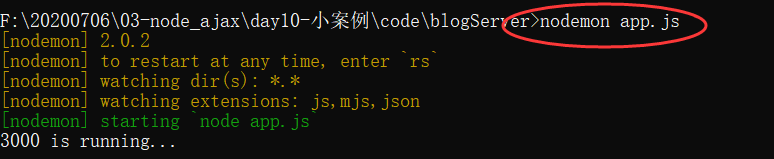 F:\20200706\03-node_ajax\day10-小案例\code\blogServer>nodemon app.js
[nodemon] 2.0.2
[nodemon] to restart at any time, enter `rs`
[nodemon] watching dir(s): *.*
[nodemon] watching extensions: js,mjs,json
[nodemon] starting `node app.js`
3000 is running...